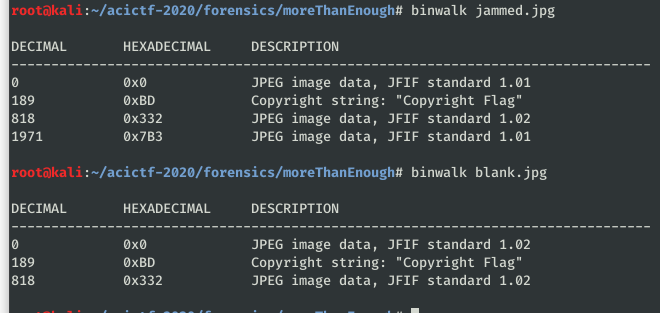 root@kali:~/acictf-2020/forensics/moreThanEnough# binwalk jammed.jpg
DECIMAL HEXADECIMAL DESCRIPTION
--------------------------------------------------------------------------------
0 0x0 JPEG image data, JFIF standard 1.01
189 0xBD Copyright string: "Copyright Flag"
818 0x332 JPEG image data, JFIF standard 1.02
1971 0x7B3 JPEG image data, JFIF standard 1.01
root@kali:~/acictf-2020/forensics/moreThanEnough# binwalk blank.jpg
DECIMAL HEXADECIMAL DESCRIPTION
--------------------------------------------------------------------------------
0 0x0 JPEG image data, JFIF standard 1.02
189 0xBD Copyright string: "Copyright Flag"
818 0x332 JPEG image data, JFIF standard 1.02